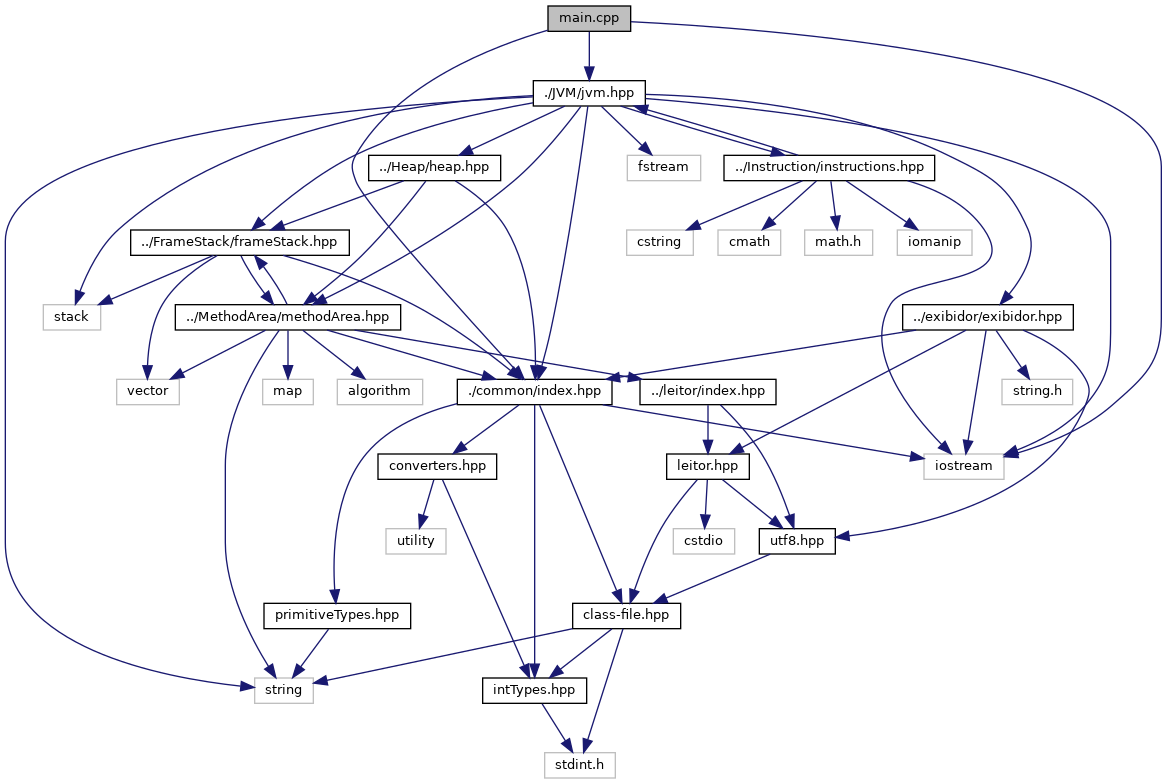 main.cpp
./JVM/jvm.hpp
../Heap/heap.hpp
fstream
../Instruction/instructions.hpp
../FrameStack/frameStack.hpp
cstring
cmath
math.h
iomanip
stack
../MethodArea/methodArea.hpp
../exibidor/exibidor.hpp
vector
map
algorithm
./common/index.hpp
../leitor/index.hpp
string.h
converters.hpp
leitor.hpp
iostream
utility
cstdio
utf8.hpp
primitiveTypes.hpp
class-file.hpp
string
intTypes.hpp
stdint.h